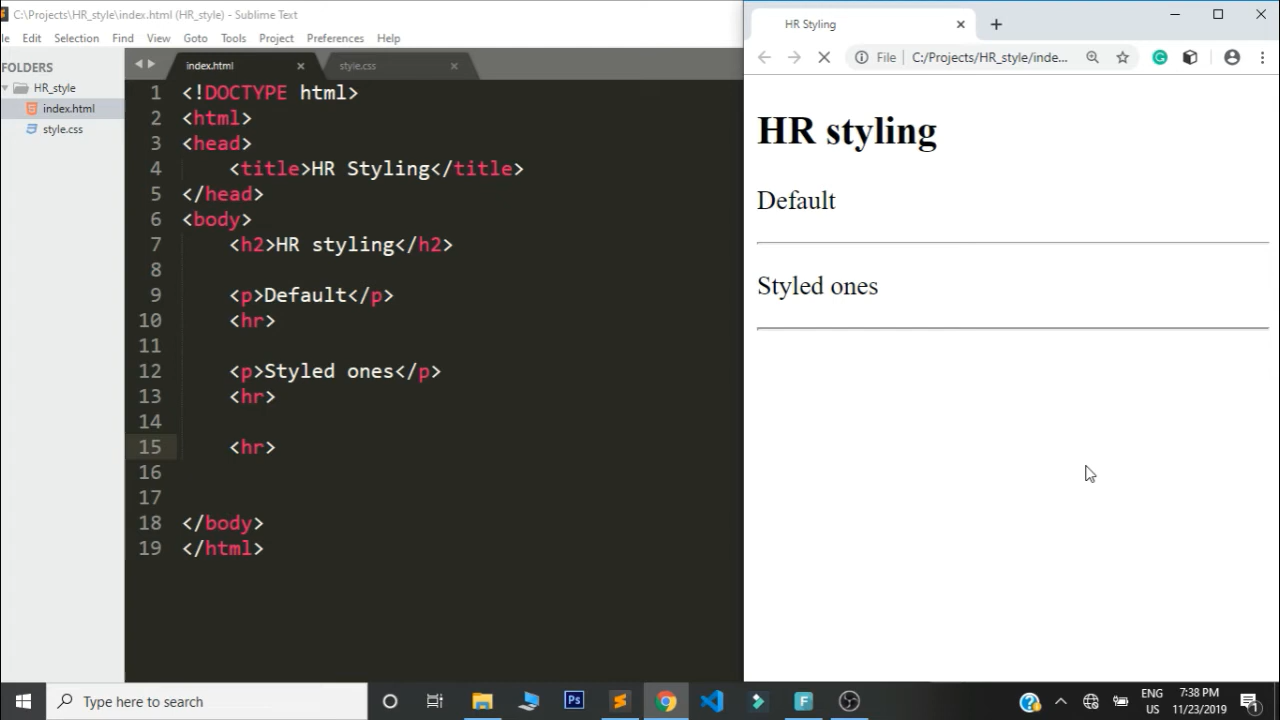 C:\Projects\HR_style\index.html (HR_style) - Sublime Text
le Edit Selection Find View Goto Tools Project Preferences Help
FOLDERS
HR_style
index.html
style.css
index.html
style.css
1 <!DOCTYPE html>
2 <html>
3 <head>
4 <title>HR Styling</title>
5 </head>
6 <body>
7 <h2>HR styling</h2>
8
9 <p>Default</p>
10 <hr>
11
12 <p>Styled ones</p>
13 <hr>
14
15 <hr>
16
17
18 </body>
19 </html>
HR Styling
File C:/Projects/HR_style/inde...
HR styling
Default
Styled ones
Type here to search
Ps
F
ENG
US
7:38 PM
11/23/2019
1